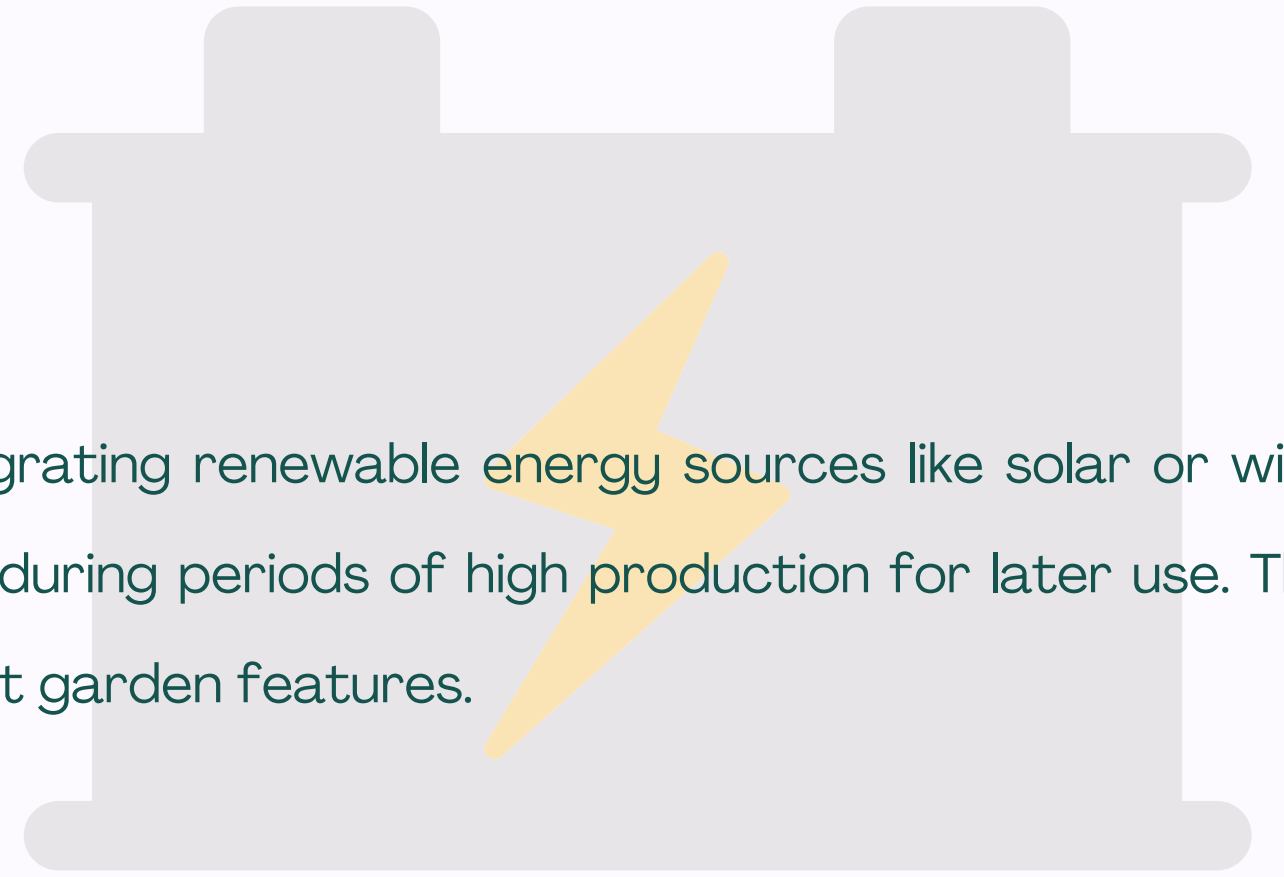 grating renewable energy sources like solar or wi
during periods of high production for later use. T
t garden features.